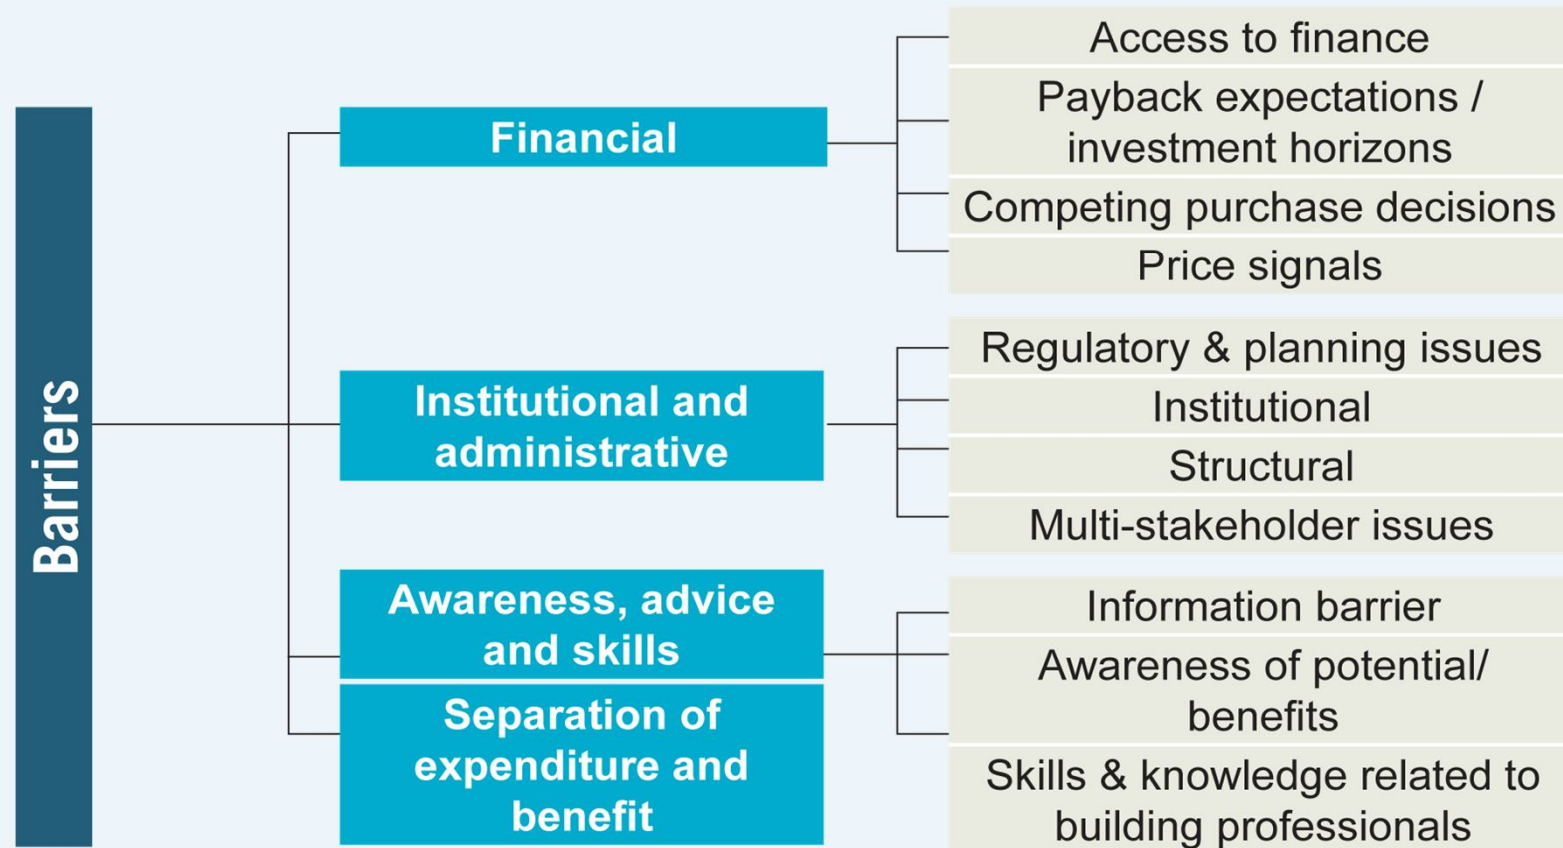 Barriers
Financial
Access to finance
Payback expectations /
investment horizons
Competing purchase decisions
Price signals
Institutional and
administrative
Regulatory & planning issues
Institutional
Structural
Multi-stakeholder issues
Awareness, advice
and skills
Information barrier
Awareness of potential/
benefits
Skills & knowledge related to
building professionals
Separation of
expenditure and
benefit